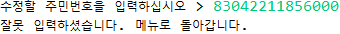 수정할 주민번호을 입력하십시오 > 83042211856000
잘못 입력하셨습니다. 메뉴로 돌아갑니다.